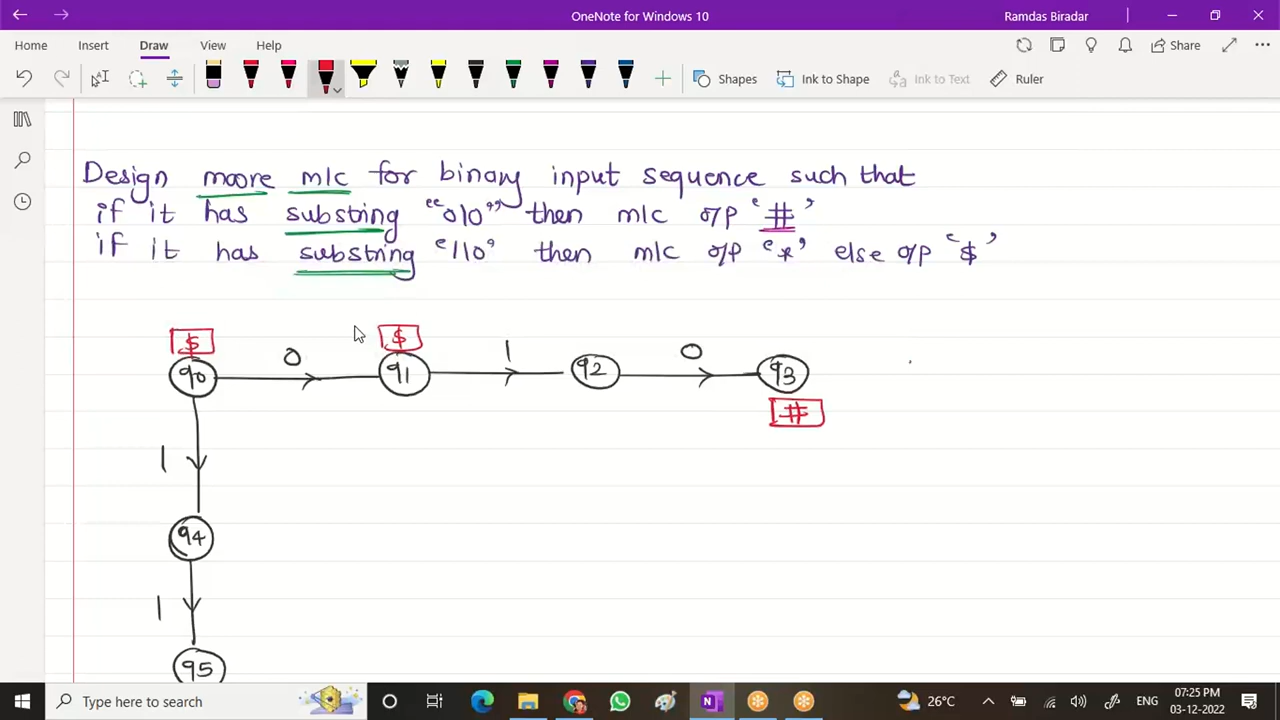 OneNote for Windows 10
Ramdas Biradar
Home Insert Draw View Help
Share
Shapes
Ink to Shape
Ink to Text
Ruler
Design moore m/c for binary input sequence such that
if it has substring "010" then m/c o/p '#'
if it has substring '110' then m/c o/p '*' else o/p '$'
$ $
0 1 0
q0 q1 q2 q3
#
1
q4
1
q5
Type here to search
26°C
ENG
07:25 PM
03-12-2022